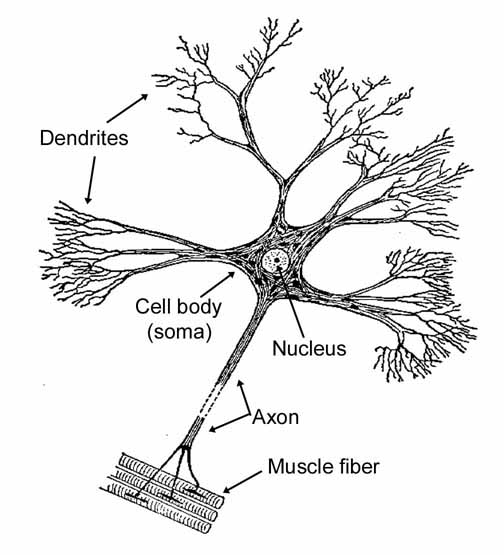 Dendrites
Cell body
(soma)
Nucleus
Axon
Muscle fiber